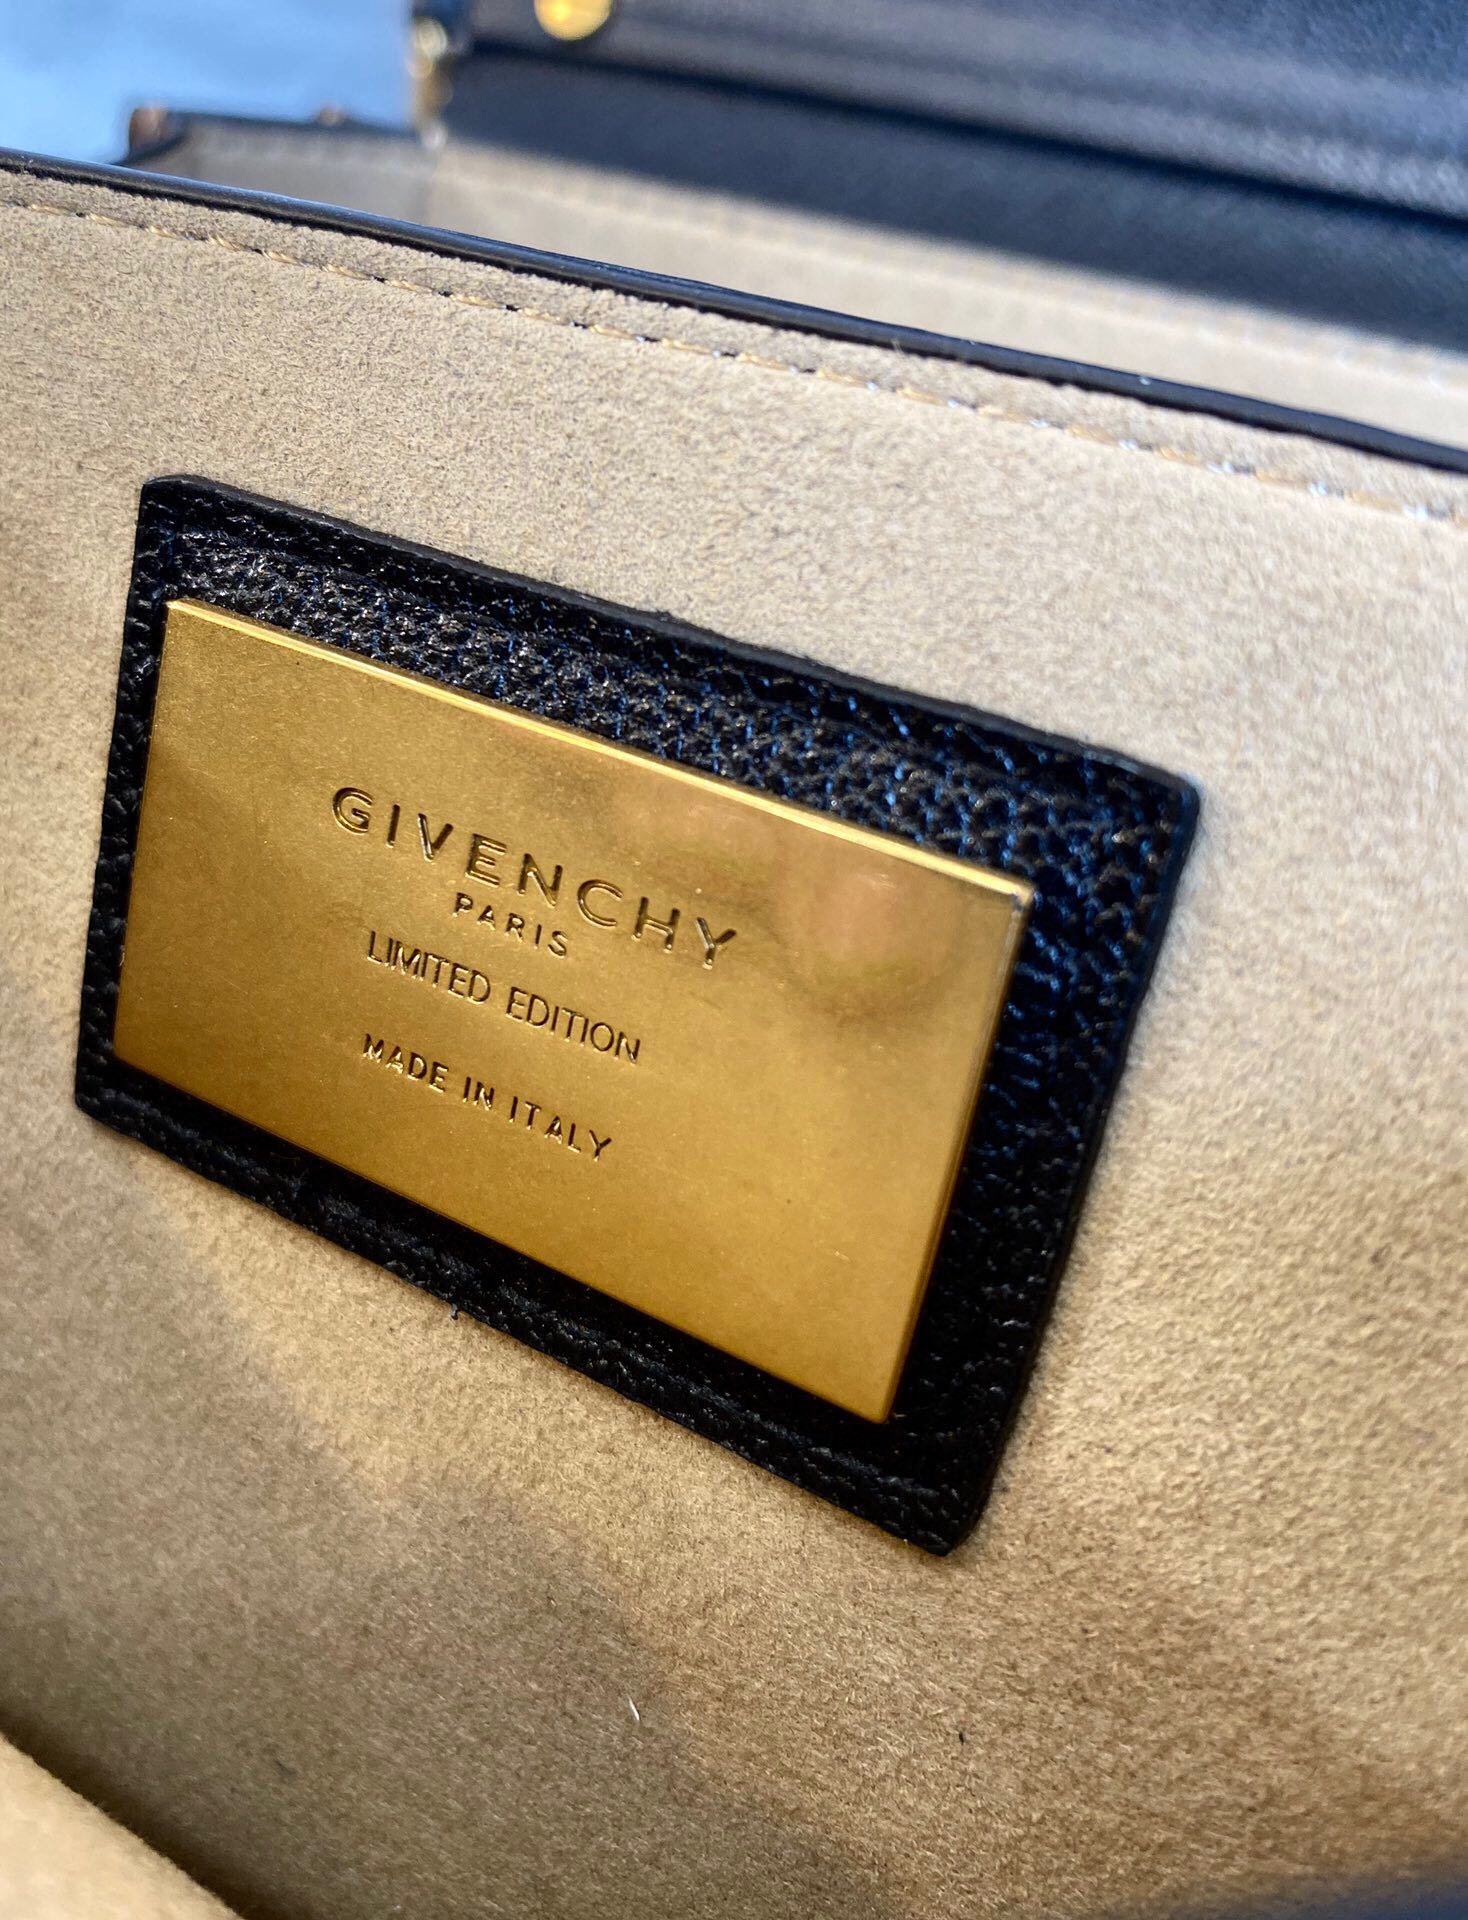 GIVENCHY
PARIS
LIMITED EDITION
MADE IN ITALY